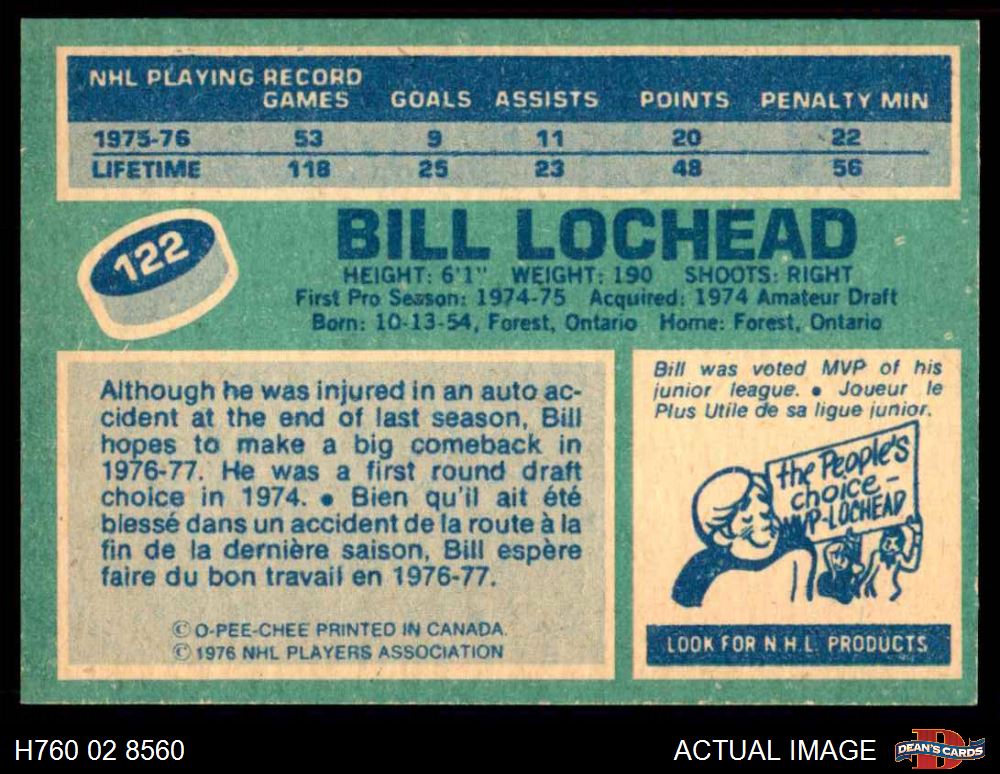 NHL PLAYING RECORD
GAMES GOALS ASSISTS POINTS PENALTY MIN
1975-76 53 9 11 20 22
LIFETIME 118 25 23 48 56
122
BILL LOCHEAD
HEIGHT: 6'1" WEIGHT: 190 SHOOTS: RIGHT
First Pro Season: 1974-75 Acquired: 1974 Amateur Draft
Born: 10-13-54, Forest, Ontario Home: Forest, Ontario
Although he was injured in an auto ac-
cident at the end of last season, Bill
hopes to make a big comeback in
1976-77. He was a first round draft
choice in 1974. • Bien qu'il ait été
blessé dans un accident de la route à la
fin de la dernière saison, Bill espère
faire du bon travail en 1976-77.
© O-PEE-CHEE PRINTED IN CANADA.
© 1976 NHL PLAYERS ASSOCIATION
Bill was voted MVP of his
junior league. • Joueur le
Plus Utile de sa ligue junior.
the People's
choice –
MVP-LOCHEAD
LOOK FOR N.H.L. PRODUCTS
H760 02 8560
ACTUAL IMAGE
DEAN'S CARDS